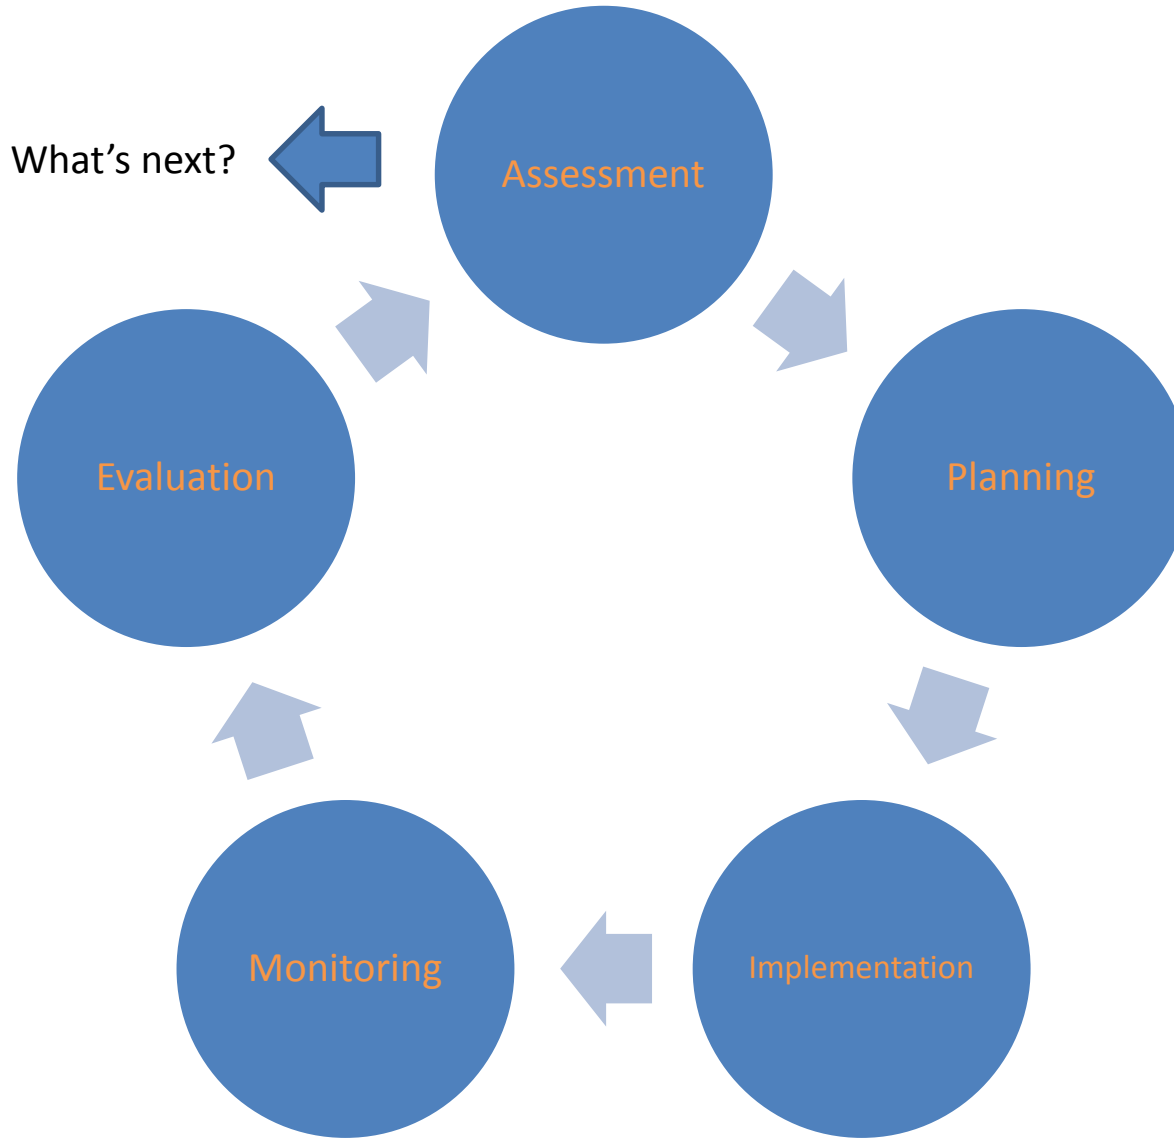 Assessment
What’s next?
Evaluation
Planning
Monitoring
Implementation